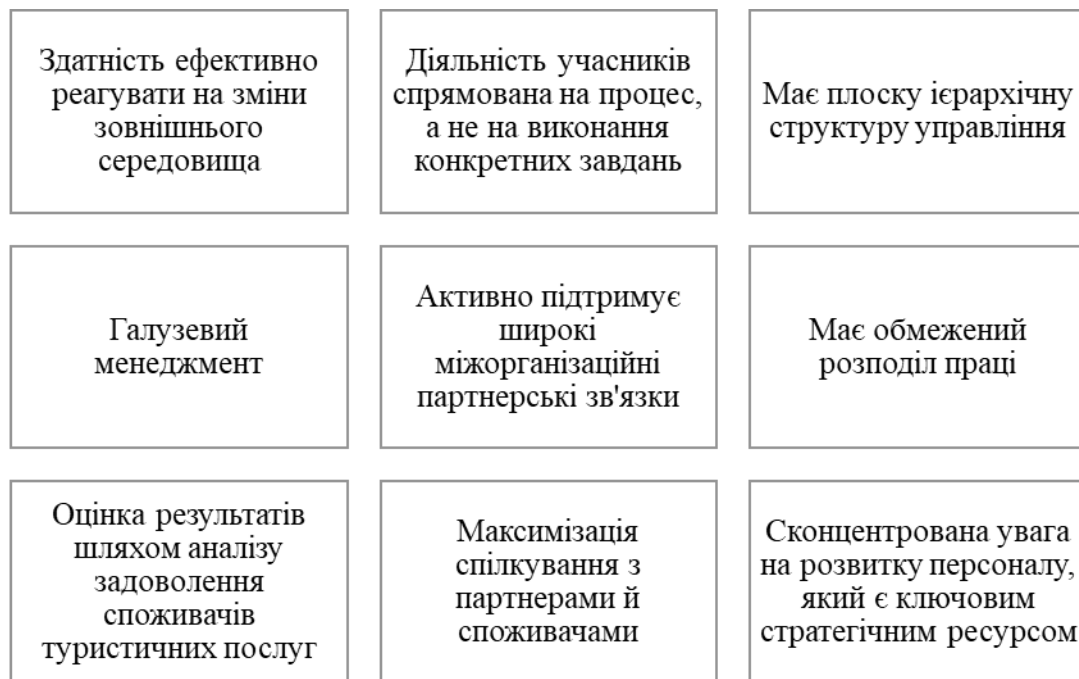 Здатність ефективно
реагувати на зміни
зовнішнього
середовища
Діяльність учасників
спрямована на процес,
а не на виконання
конкретних завдань
Має плоску ієрархічну
структуру управління
Галузевий
менеджмент
Активно підтримує
широкі
міжорганізаційні
партнерські зв'язки
Має обмежений
розподіл праці
Оцінка результатів
шляхом аналізу
задоволення
споживачів
туристичних послуг
Максимізація
спілкування з
партнерами й
споживачами
Сконцентрована увага
на розвитку персоналу,
який є ключовим
стратегічним ресурсом